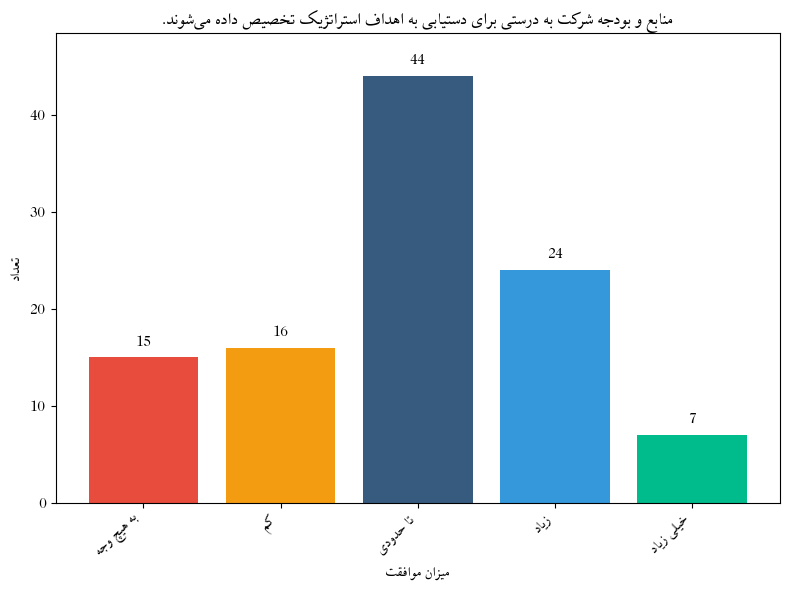 منابع و بودجه شرکت به درستی برای دستیابی به اهداف استراتژیک تخصیص داده می‌شوند.
44
40
30
24
20
16
15
10
7
0
تعداد
به هیچ وجه
کم
تا حدودی
زیاد
خیلی زیاد
میزان موافقت